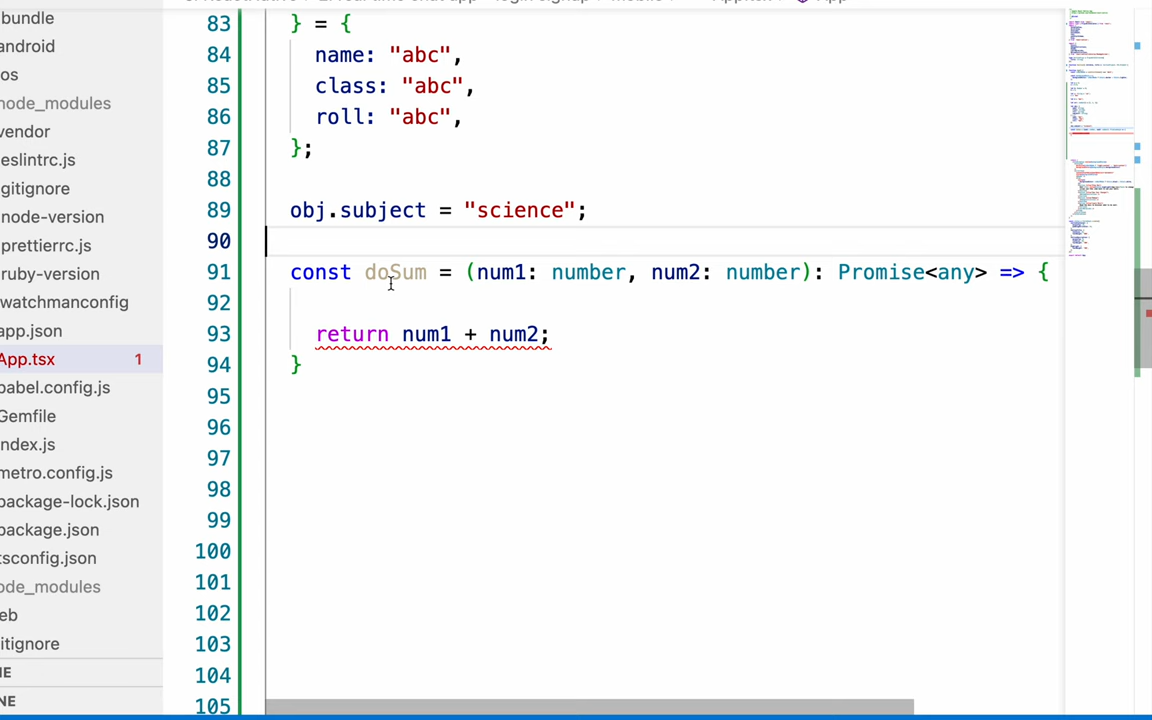 bundle
android
os
node_modules
vendor
eslintrc.js
gitignore
node-version
prettierrc.js
ruby-version
watchmanconfig
app.json
App.tsx 1
babel.config.js
Gemfile
ndex.js
metro.config.js
package-lock.json
package.json
tsconfig.json
ode_modules
eb
itignore
NE
83 } = {
84 name: "abc",
85 class: "abc",
86 roll: "abc",
87 };
88
89 obj.subject = "science";
90
91 const doSum = (num1: number, num2: number): Promise<any> => {
92
93 return num1 + num2;
94 }
95
96
97
98
99
100
101
102
103
104
105